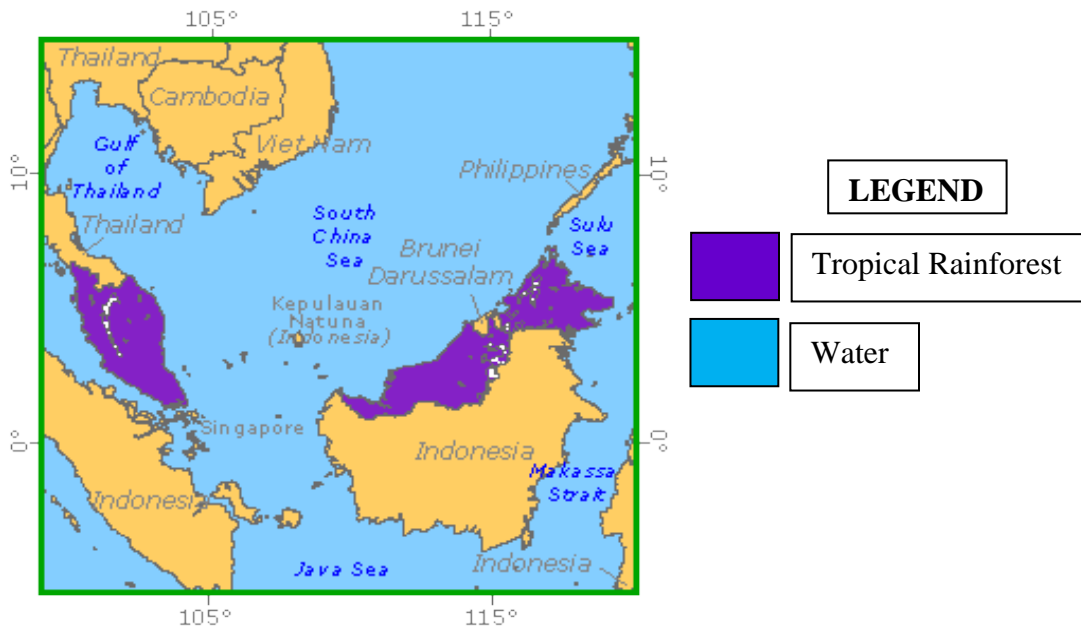 105°
115°
Thailand
Cambodia
Gulf
of
Thailand
Viet Nam
10°
10°
Philippines
Thailand
South
China
Sea
Sulu
Sea
Brunei
Darussalam
Kepulauan
Natuna
(Indonesia)
Singapore
0°
0°
Indonesia
Makassa
Strait
Indonesia
Java Sea
Indonesia
105°
115°
LEGEND
Tropical Rainforest
Water